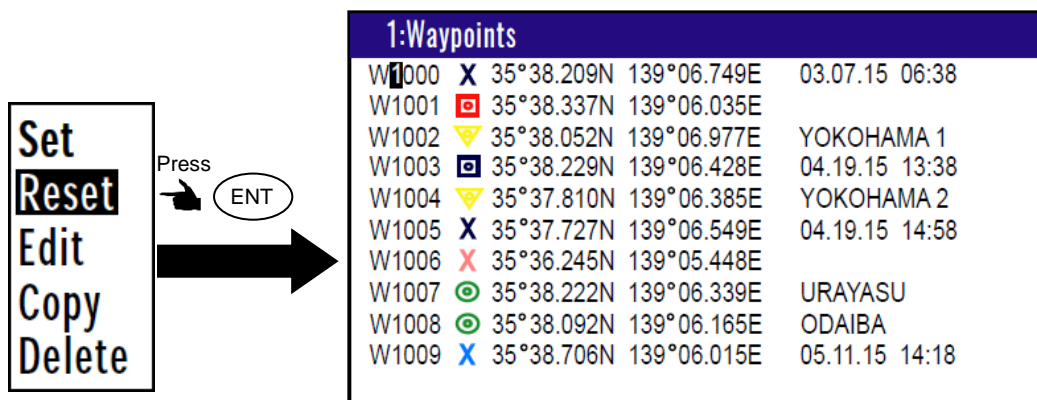 Set
Reset
Edit
Copy
Delete
Press
ENT
1:Waypoints
W1000 X 35°38.209N 139°06.749E 03.07.15 06:38
W1001 35°38.337N 139°06.035E
W1002 35°38.052N 139°06.977E YOKOHAMA 1
W1003 35°38.229N 139°06.428E 04.19.15 13:38
W1004 35°37.810N 139°06.385E YOKOHAMA 2
W1005 X 35°37.727N 139°06.549E 04.19.15 14:58
W1006 X 35°36.245N 139°05.448E
W1007 35°38.222N 139°06.339E URAYASU
W1008 35°38.092N 139°06.165E ODAIBA
W1009 X 35°38.706N 139°06.015E 05.11.15 14:18